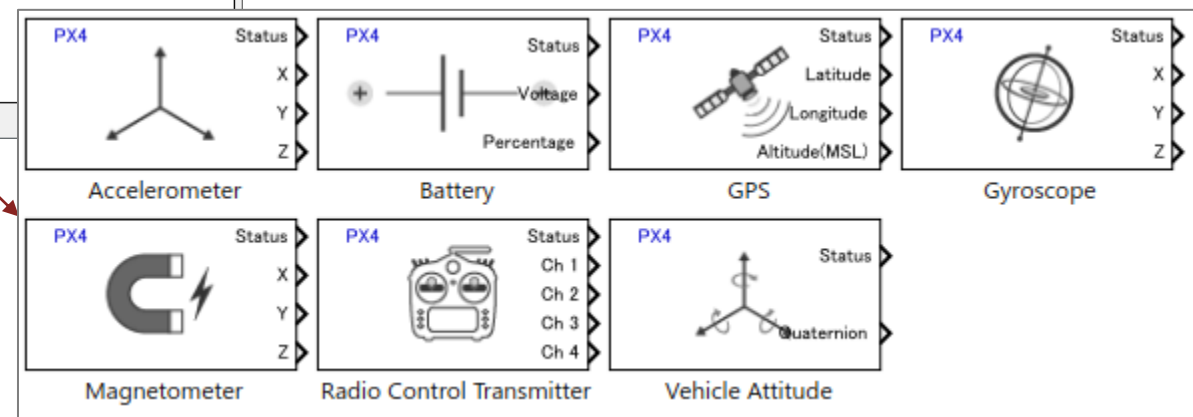 PX4
Status
X
Y
Z
Accelerometer
PX4
Status
Voltage
Percentage
Battery
PX4
Status
Latitude
Longitude
Altitude(MSL)
GPS
PX4
Status
X
Y
Z
Gyroscope
PX4
Status
X
Y
Z
Magnetometer
PX4
Status
Ch 1
Ch 2
Ch 3
Ch 4
Radio Control Transmitter
PX4
Status
Quaternion
Vehicle Attitude